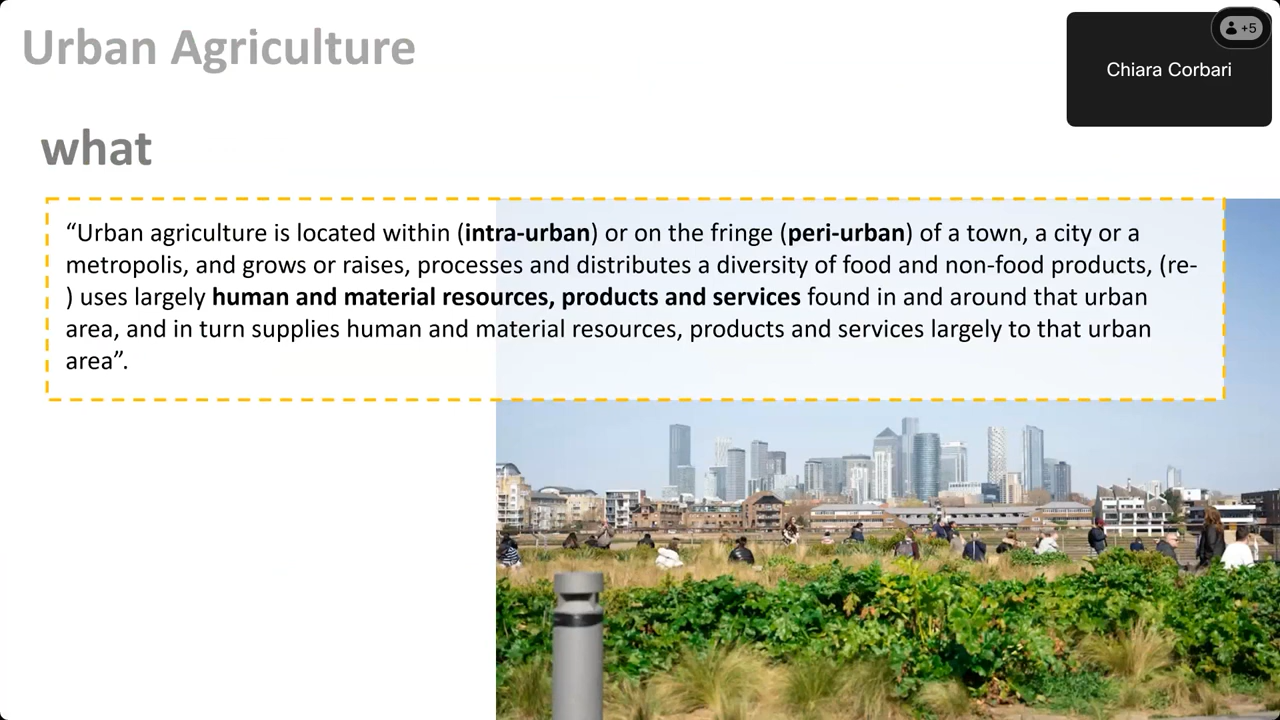 Urban Agriculture
+5
Chiara Corbari
what
“Urban agriculture is located within (intra-urban) or on the fringe (peri-urban) of a town, a city or a
metropolis, and grows or raises, processes and distributes a diversity of food and non-food products, (re-
) uses largely human and material resources, products and services found in and around that urban
area, and in turn supplies human and material resources, products and services largely to that urban
area”.